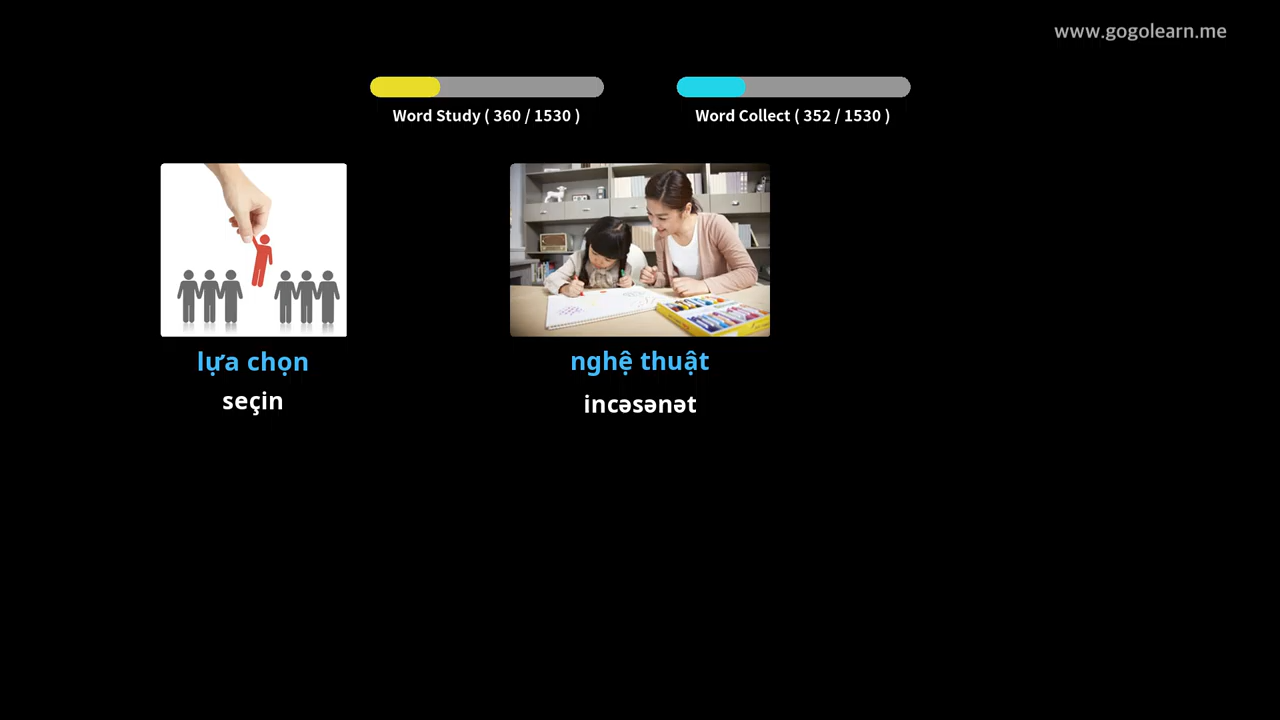 www.gogolearn.me
Word Study ( 360 / 1530 )
Word Collect ( 352 / 1530 )
lựa chọn
seçin
nghệ thuật
incəsənət